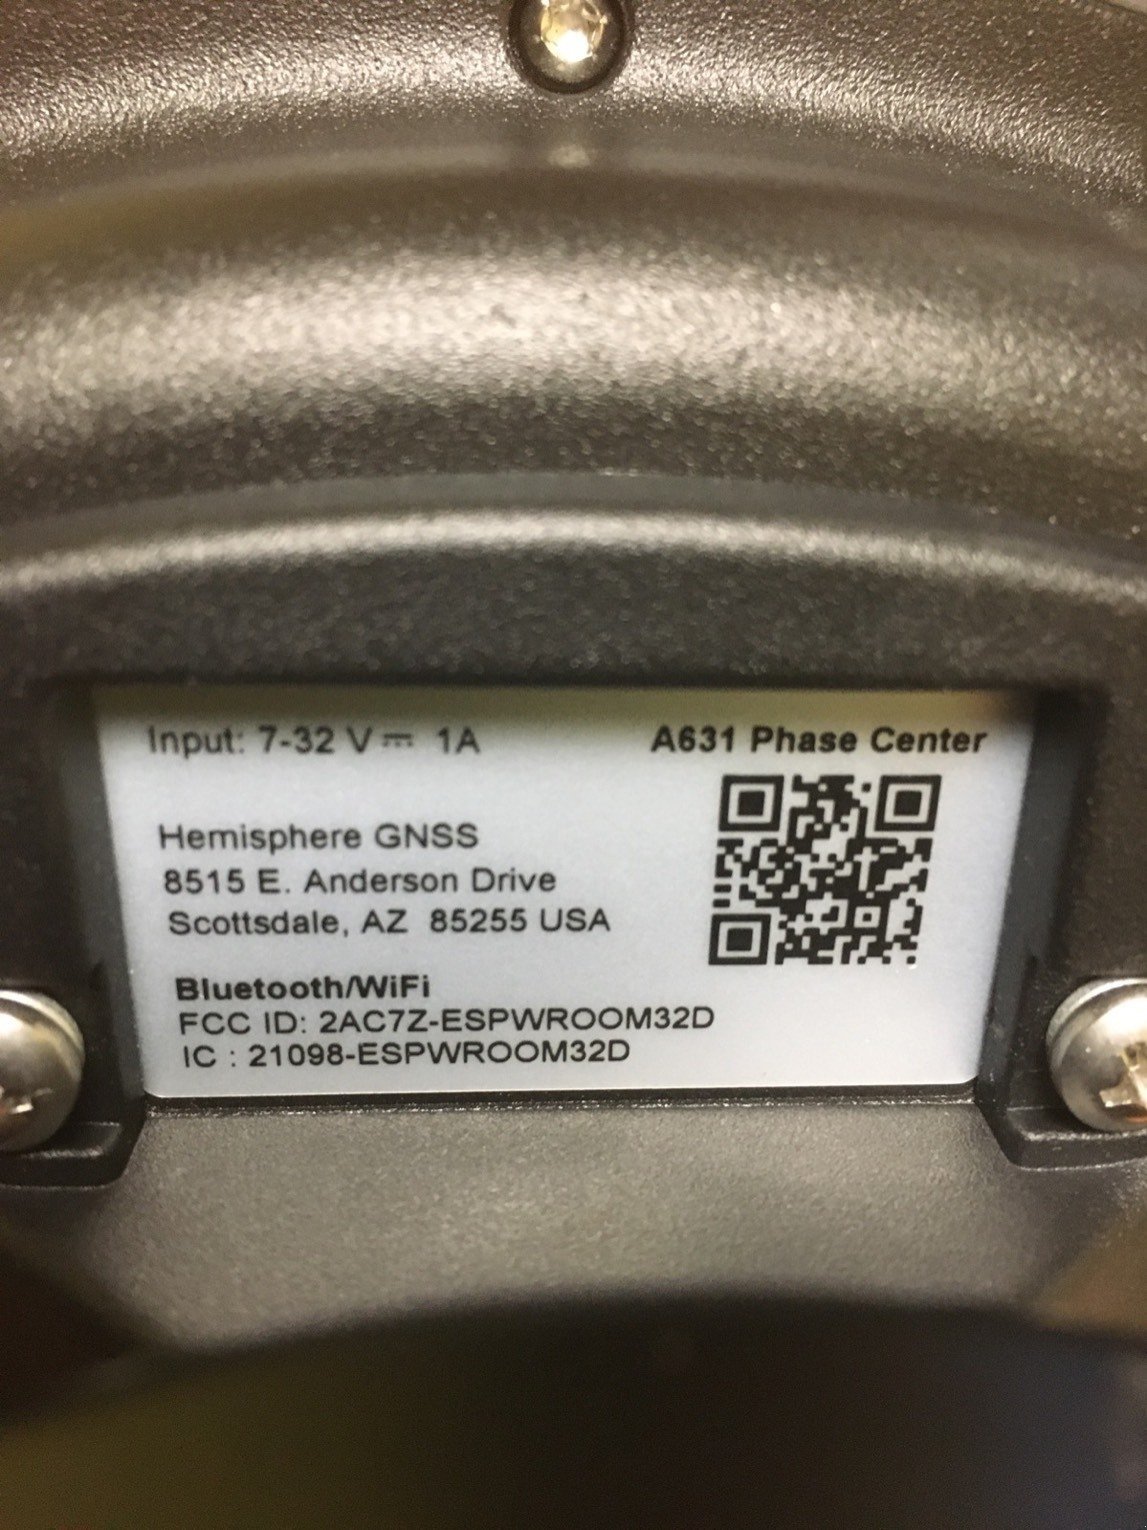 Input: 7-32 V⎓ 1A
A631 Phase Center
Hemisphere GNSS
8515 E. Anderson Drive
Scottsdale, AZ 85255 USA
Bluetooth/WiFi
FCC ID: 2AC7Z-ESPWROOM32D
IC : 21098-ESPWROOM32D